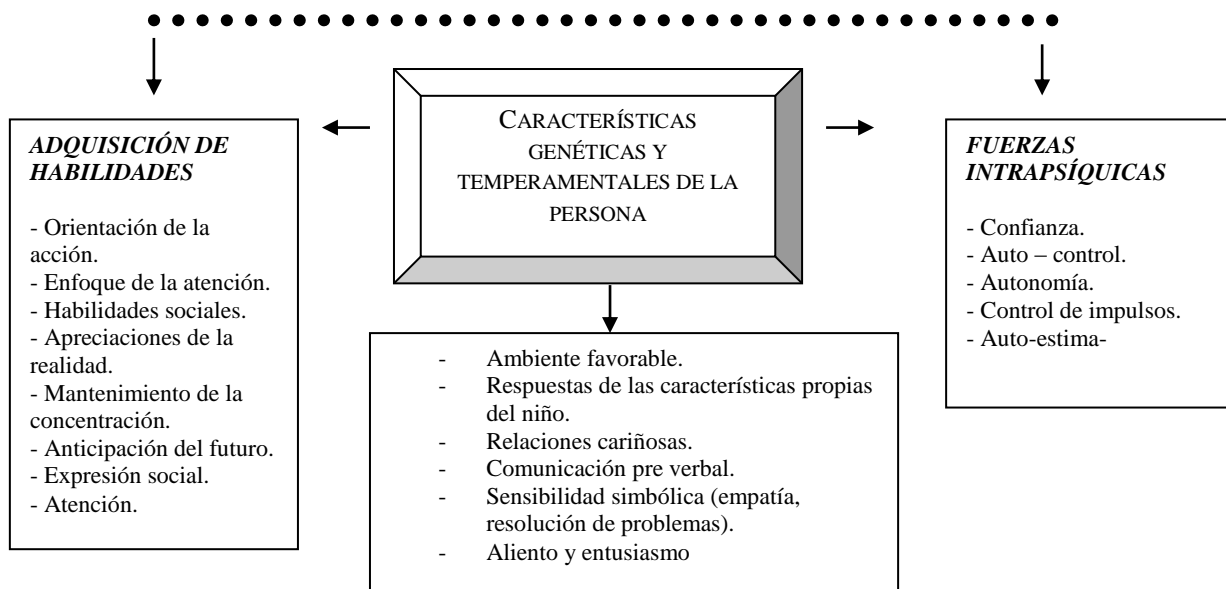 CARACTERÍSTICAS
GENÉTICAS Y
TEMPERAMENTALES DE LA
PERSONA
ADQUISICIÓN DE
HABILIDADES
- Orientación de la
acción.
- Enfoque de la atención.
- Habilidades sociales.
- Apreciaciones de la
realidad.
- Mantenimiento de la
concentración.
- Anticipación del futuro.
- Expresión social.
- Atención.
- Ambiente favorable.
- Respuestas de las características propias
del niño.
- Relaciones cariñosas.
- Comunicación pre verbal.
- Sensibilidad simbólica (empatía,
resolución de problemas).
- Aliento y entusiasmo
FUERZAS
INTRAPSÍQUICAS
- Confianza.
- Auto – control.
- Autonomía.
- Control de impulsos.
- Auto-estima-